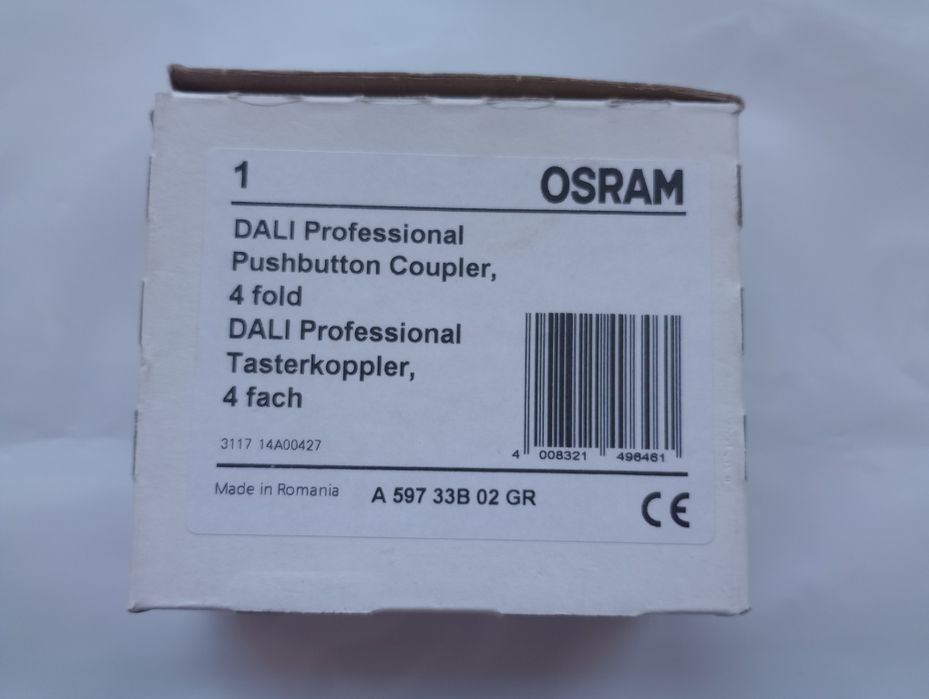 1
OSRAM
DALI Professional
Pushbutton Coupler,
4 fold
DALI Professional
Tasterkoppler,
4 fach
3117 14A00427
4 008321 496461
Made in Romania
A 597 33B 02 GR
CE